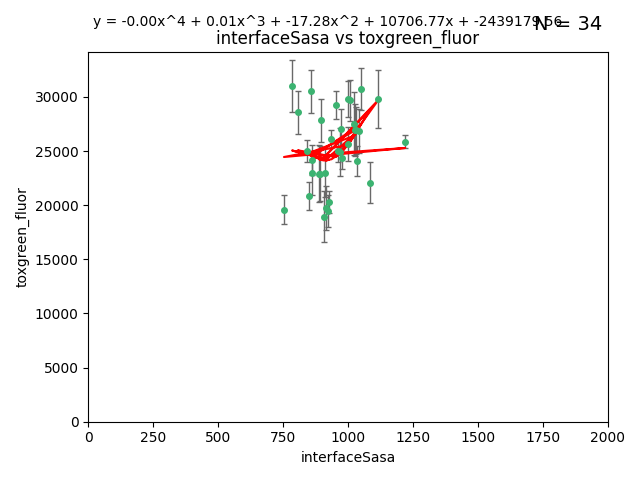 y = -0.00x^4 + 0.01x^3 + -17.28x^2 + 10706.77x + -2439179.56
N = 34
interfaceSasa vs toxgreen_fluor
30000
25000
20000
15000
10000
5000
0
toxgreen_fluor
0 250 500 750 1000 1250 1500 1750 2000
interfaceSasa